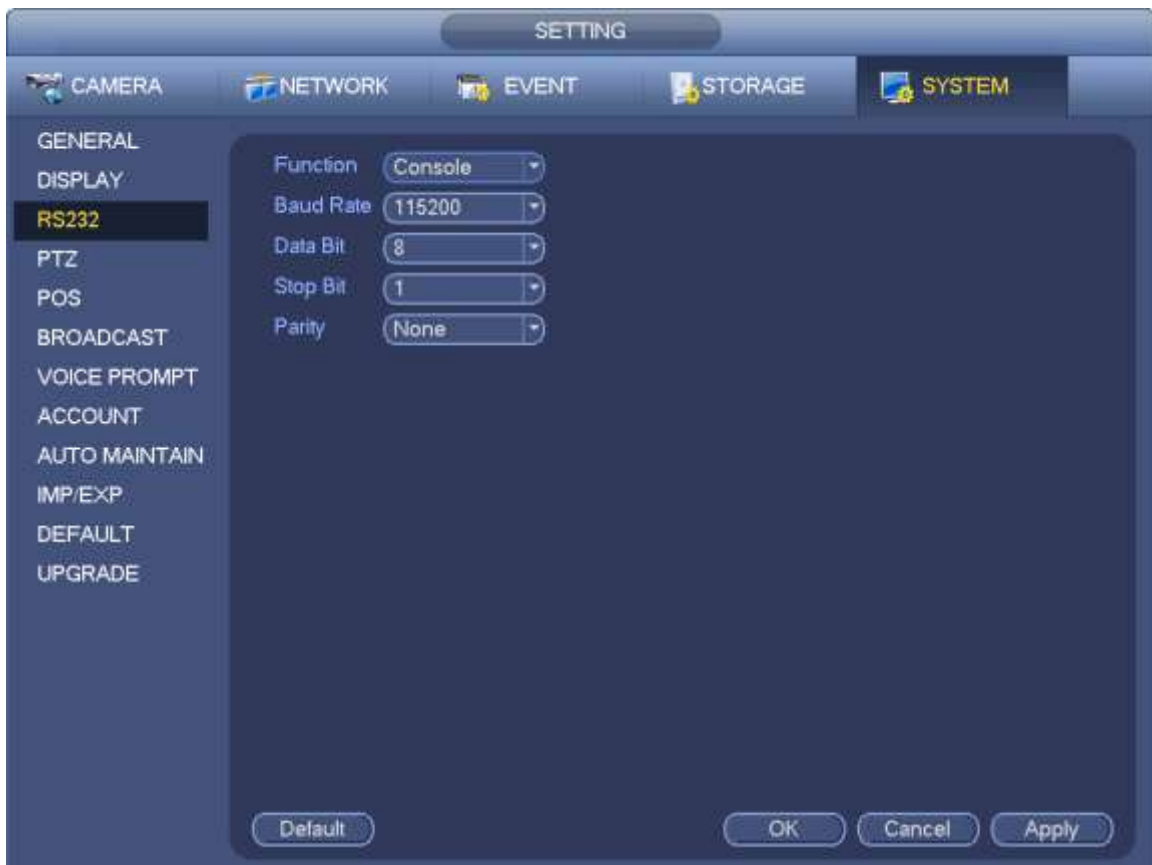 SETTING
CAMERA NETWORK EVENT STORAGE SYSTEM
GENERAL
DISPLAY
RS232
PTZ
POS
BROADCAST
VOICE PROMPT
ACCOUNT
AUTO MAINTAIN
IMP/EXP
DEFAULT
UPGRADE
Function Console
Baud Rate 115200
Data Bit 8
Stop Bit 1
Parity None
Default OK Cancel Apply